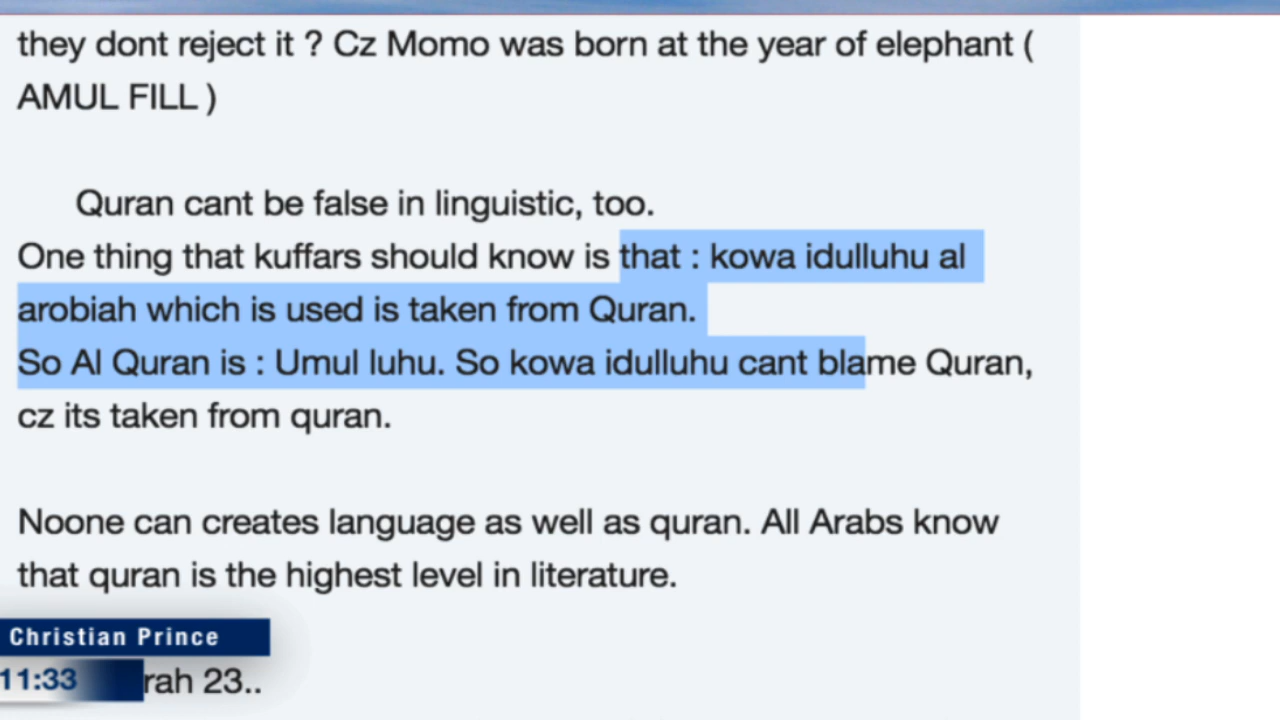 they dont reject it ? Cz Momo was born at the year of elephant (
AMUL FILL )
Quran cant be false in linguistic, too.
One thing that kuffars should know is that : kowa idulluhu al
arobiah which is used is taken from Quran.
So Al Quran is : Umul luhu. So kowa idulluhu cant blame Quran,
cz its taken from quran.
Noone can creates language as well as quran. All Arabs know
that quran is the highest level in literature.
Christian Prince
11:33
rah 23..